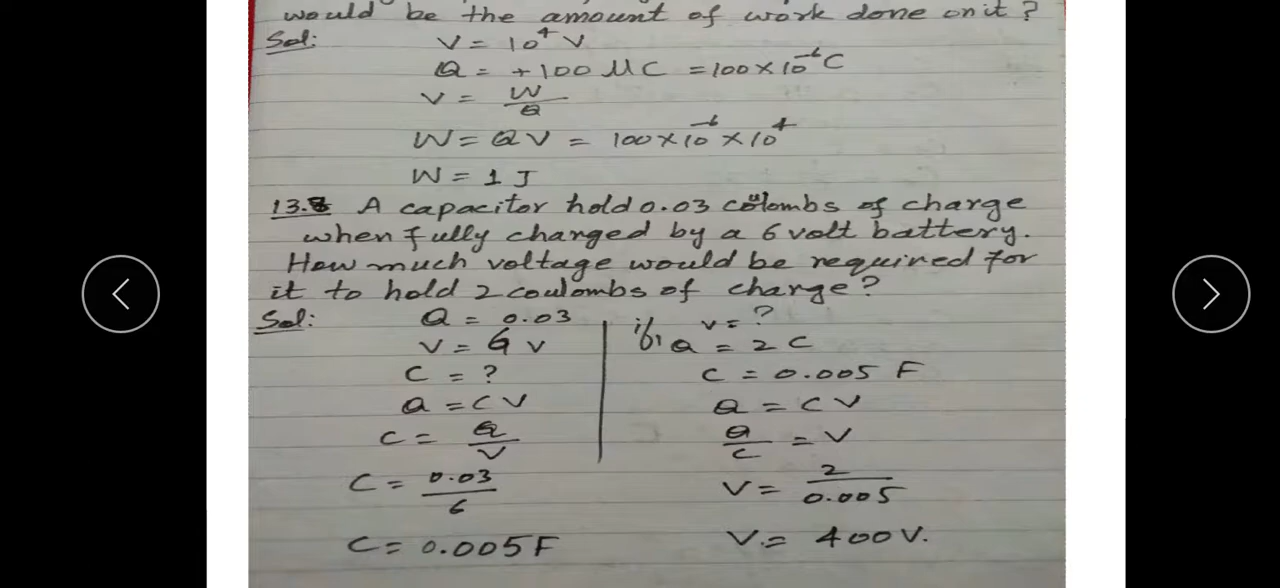 would be the amount of work done on it?
Sol: V = 10⁴ V
Q = +100 μC = 100×10⁻⁶ C
V = W/Q
W = QV = 100×10⁻⁶ × 10⁴
W = 1 J
13.8 A capacitor hold 0.03 coulombs of charge
when fully charged by a 6 volt battery.
How much voltage would be required for
it to hold 2 coulombs of charge?
Sol: Q = 0.03
V = 6 V
C = ?
Q = CV
C = Q/V
C = 0.03/6
C = 0.005 F
if, V = ?
Q = 2 C
C = 0.005 F
Q = CV
Q/C = V
V = 2/0.005
V = 400 V.